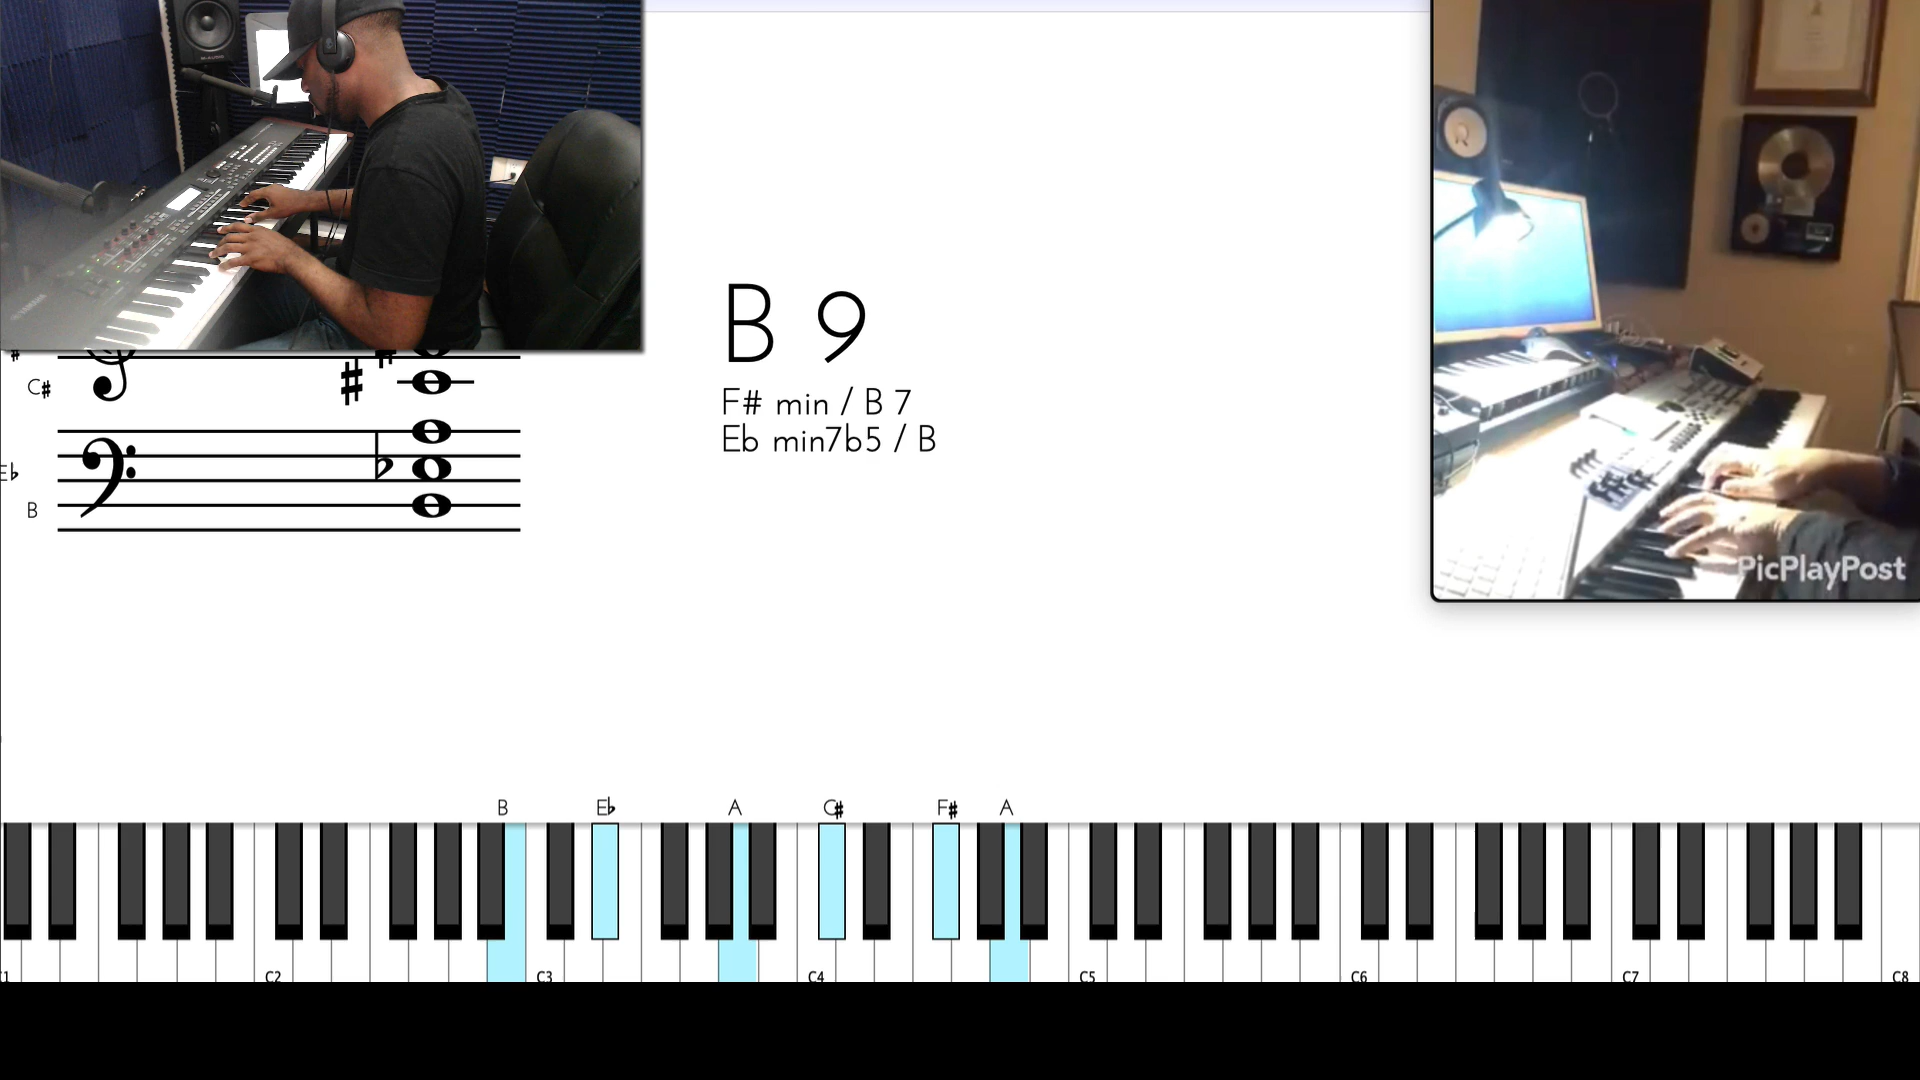 B 9
F# min / B 7
Eb min7b5 / B
C#
Eb
B
PicPlayPost
B Eb A C# F# A
C2 C3 C4 C5 C6 C7 C8